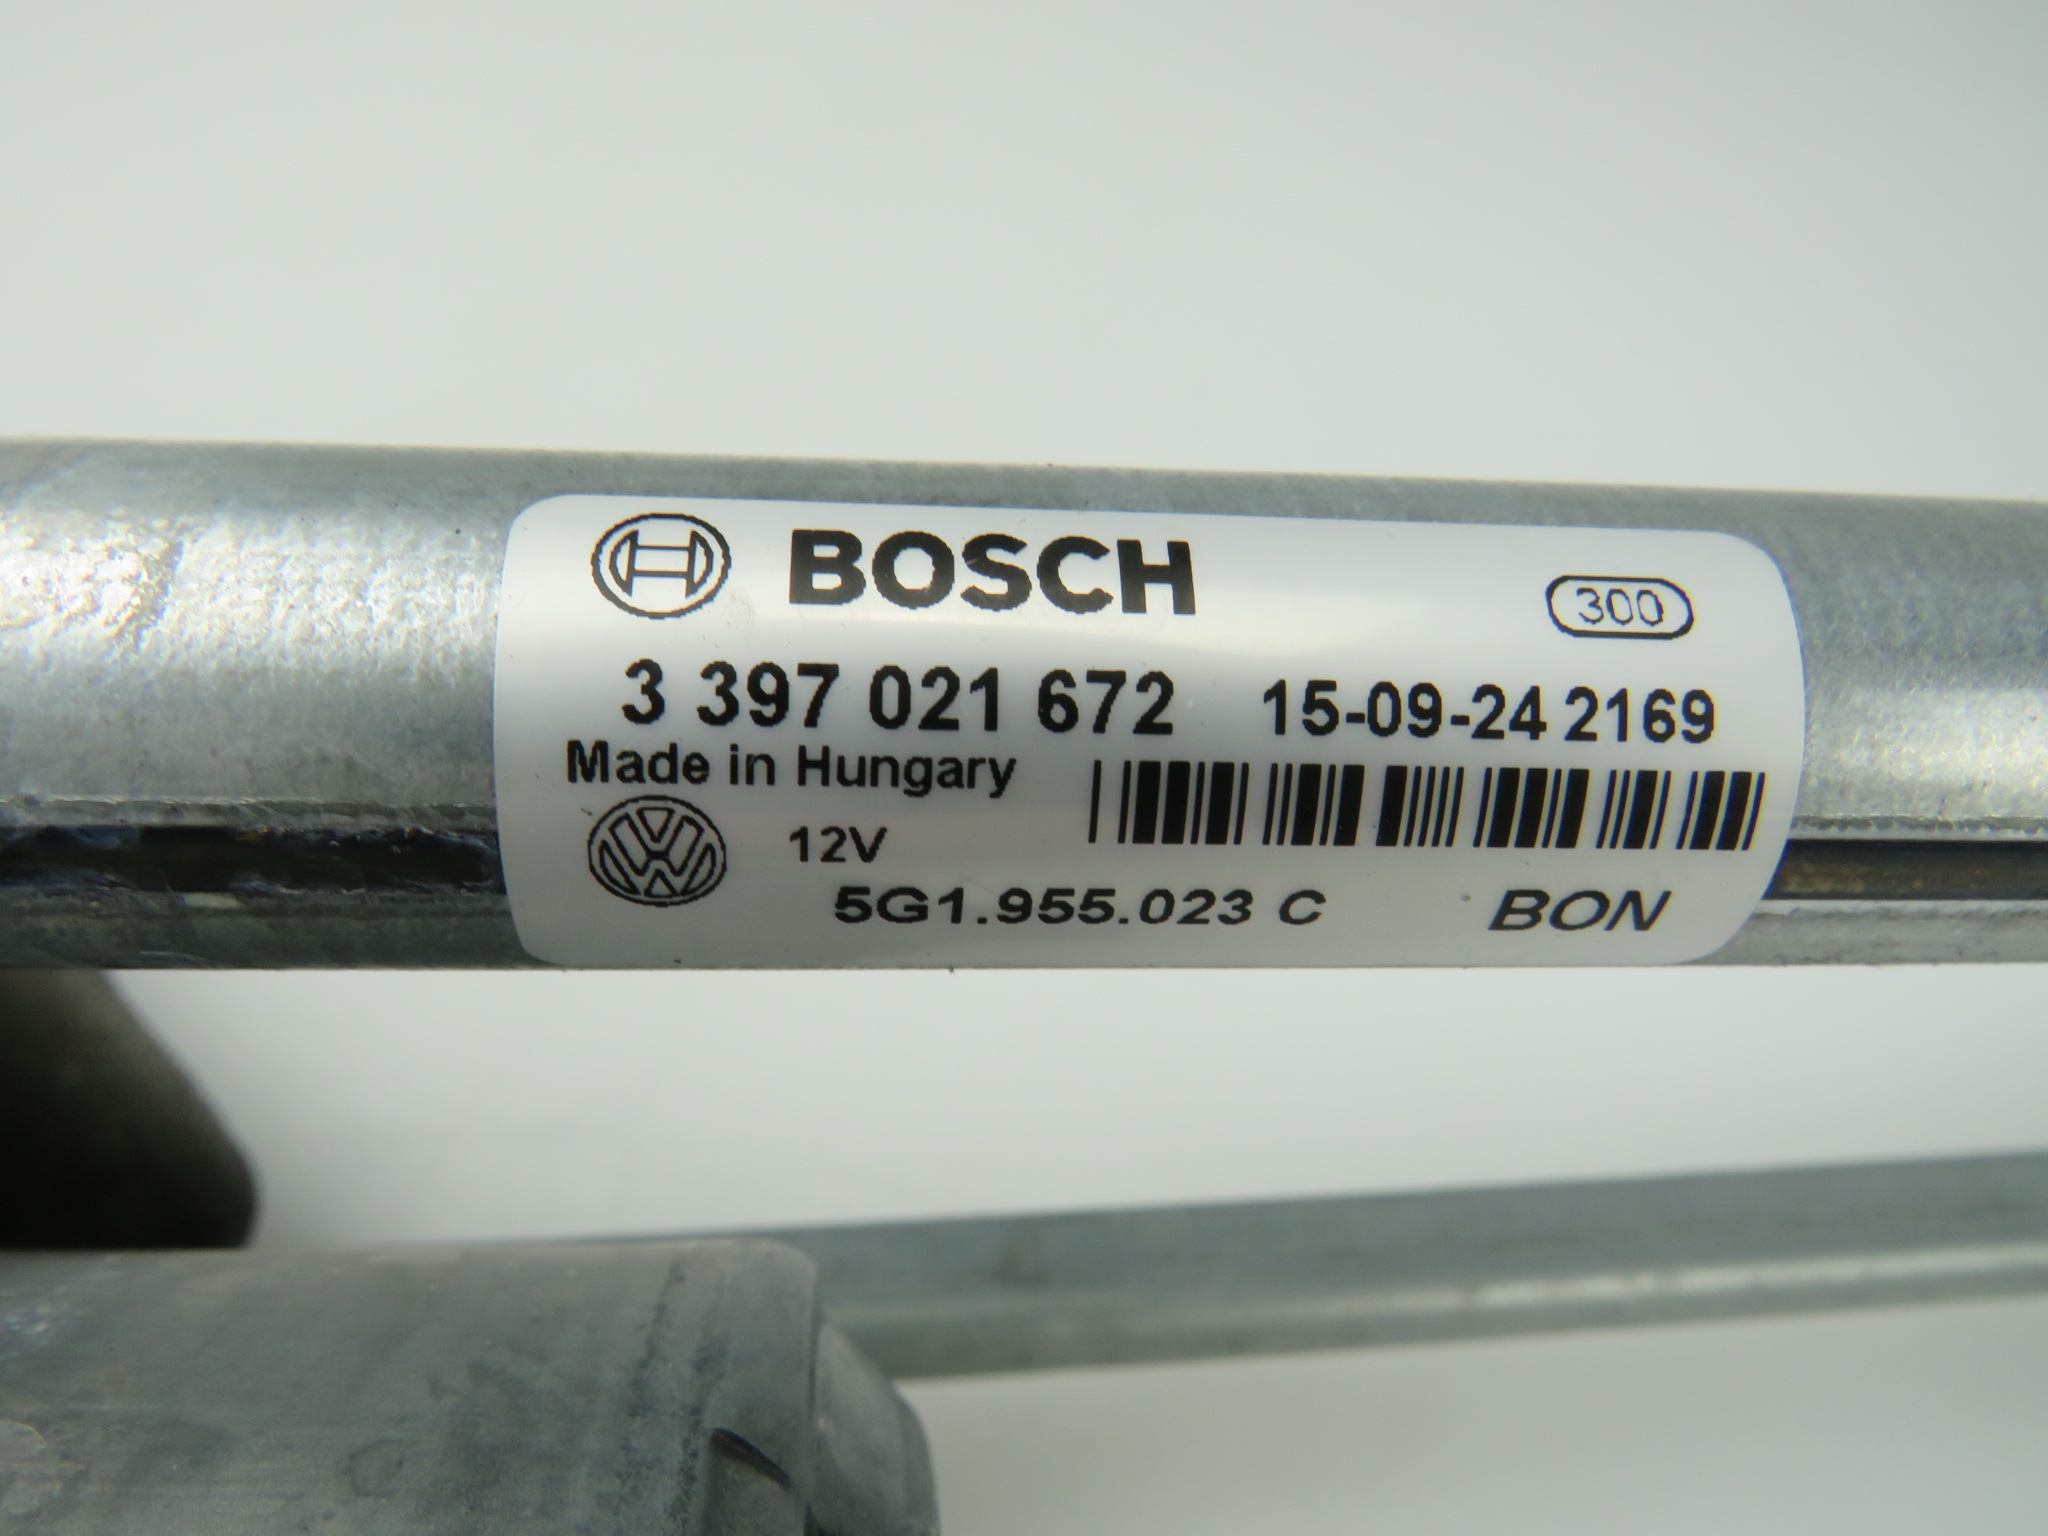 BOSCH
300
3 397 021 672 15-09-24 2169
Made in Hungary
12V
5G1.955.023 C BON